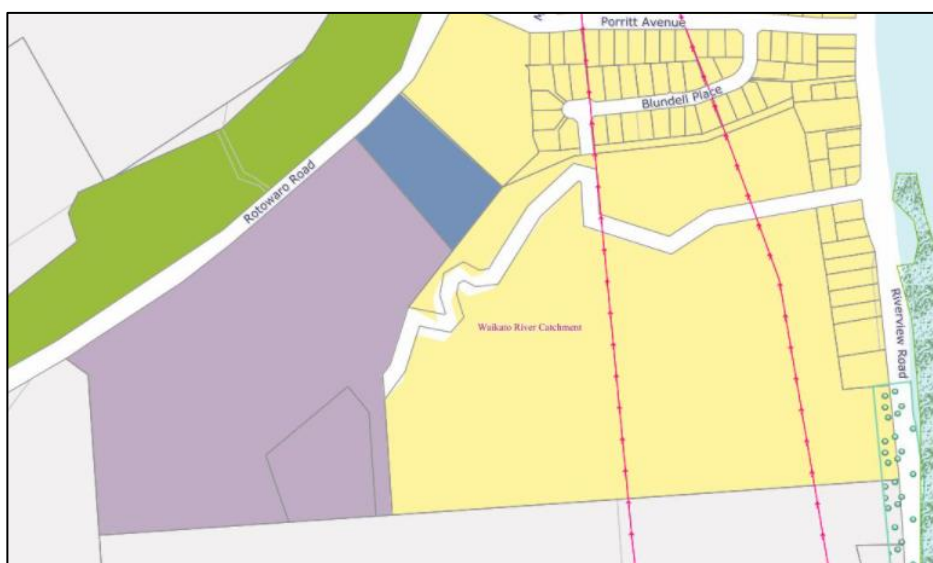 Porritt Avenue
Blundell Place
Rotowaro Road
Waikato River Catchment
Riverview Road